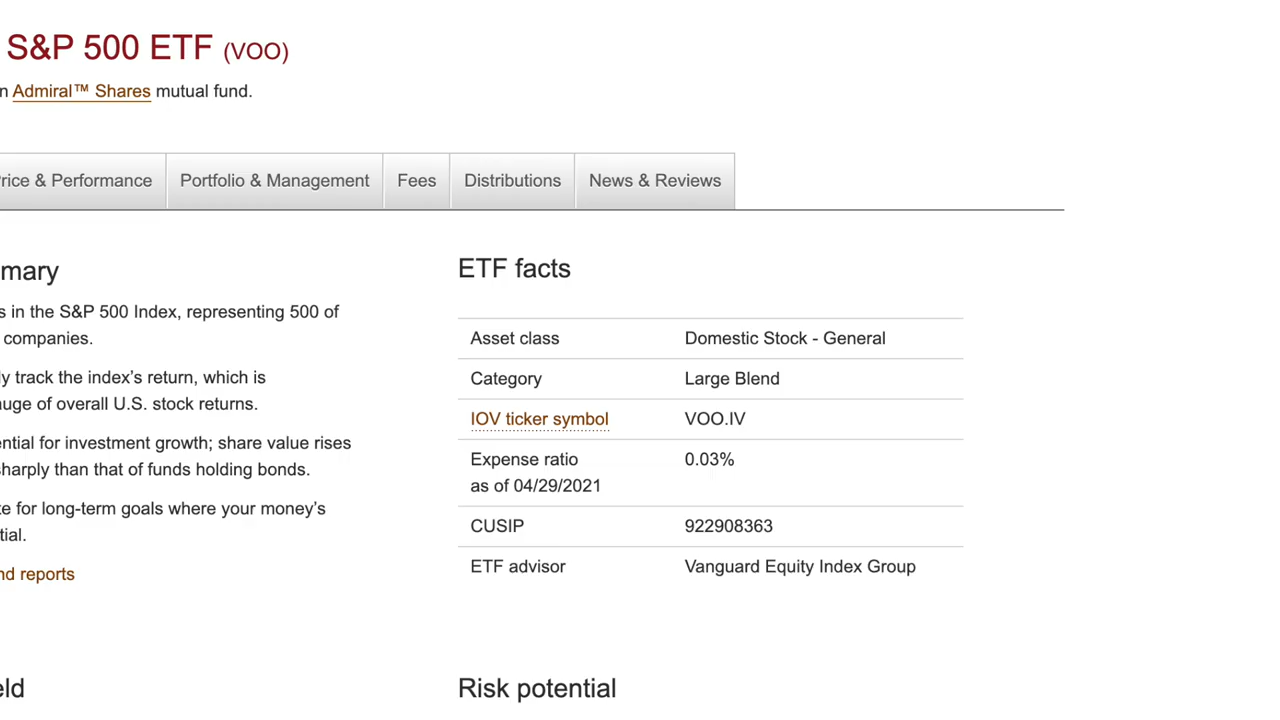 S&P 500 ETF (VOO)
n Admiral™ Shares mutual fund.
rice & Performance
Portfolio & Management
Fees
Distributions
News & Reviews
mary
s in the S&P 500 Index, representing 500 of
companies.
ly track the index’s return, which is
auge of overall U.S. stock returns.
ential for investment growth; share value rises
sharply than that of funds holding bonds.
te for long-term goals where your money’s
tial.
nd reports
eld
ETF facts
Asset class Domestic Stock - General
Category Large Blend
IOV ticker symbol VOO.IV
Expense ratio 0.03%
as of 04/29/2021
CUSIP 922908363
ETF advisor Vanguard Equity Index Group
Risk potential